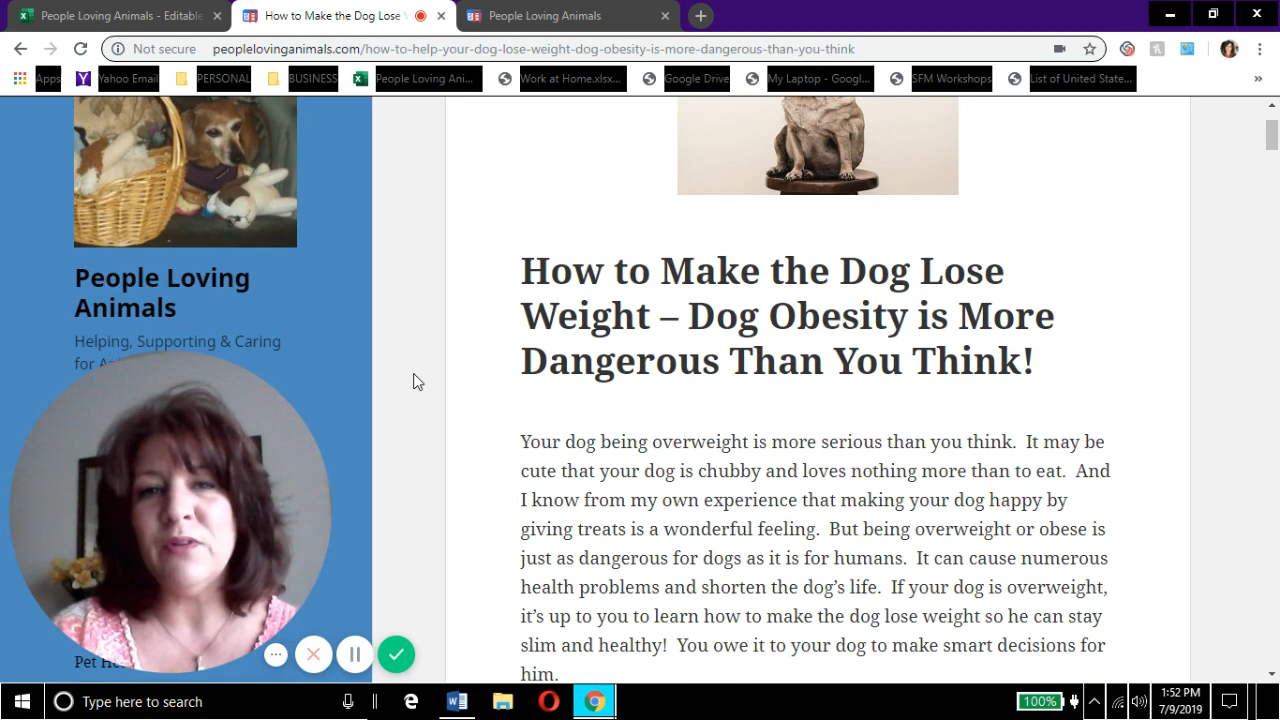 People Loving Animals - Editable
How to Make the Dog Lose
People Loving Animals
Not secure
peoplelovinganimals.com/how-to-help-your-dog-lose-weight-dog-obesity-is-more-dangerous-than-you-think
Apps
Yahoo Email
PERSONAL
BUSINESS
People Loving Ani...
Work at Home.xlsx...
Google Drive
My Laptop - Googl...
SFM Workshops
List of United State...
»
People Loving
Animals
Helping, Supporting & Caring
for
Pet
How to Make the Dog Lose
Weight – Dog Obesity is More
Dangerous Than You Think!
Your dog being overweight is more serious than you think. It may be
cute that your dog is chubby and loves nothing more than to eat. And
I know from my own experience that making your dog happy by
giving treats is a wonderful feeling. But being overweight or obese is
just as dangerous for dogs as it is for humans. It can cause numerous
health problems and shorten the dog's life. If your dog is overweight,
it's up to you to learn how to make the dog lose weight so he can stay
slim and healthy! You owe it to your dog to make smart decisions for
him.
Type here to search
100%
1:52 PM
7/9/2019